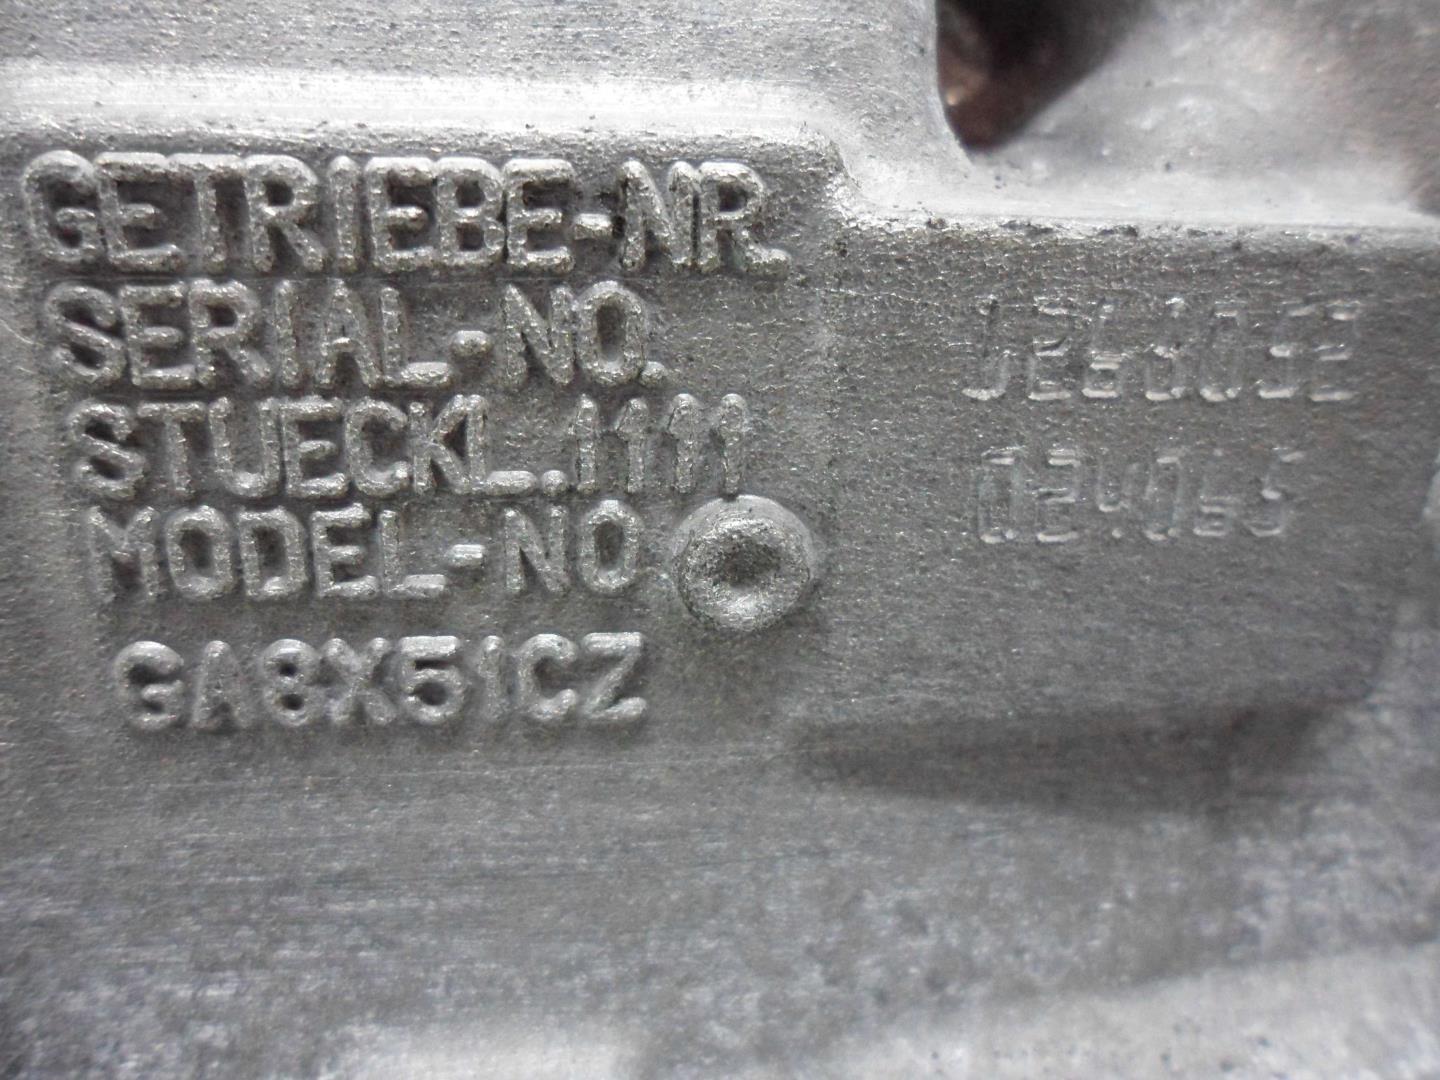 GETRIEBE-NR.
SERIAL-NO.
STUECKL.1111
MODEL-NO
GA8X51CZ